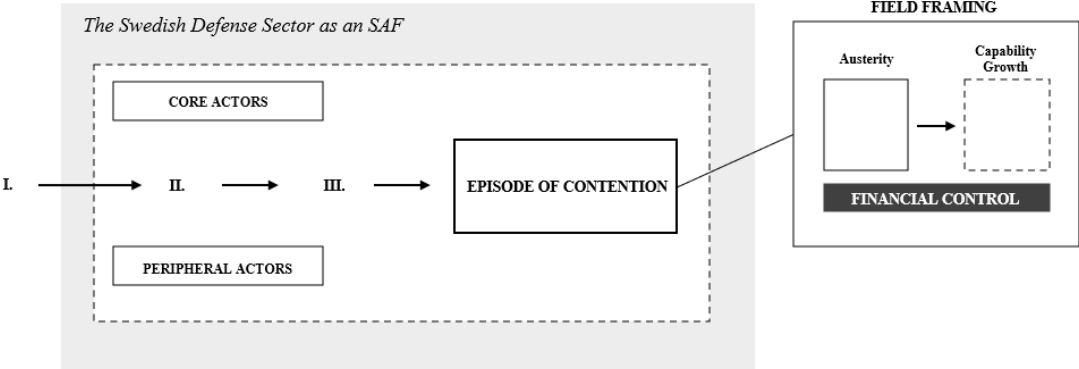 The Swedish Defense Sector as an SAF
CORE ACTORS
I.
II.
III.
EPISODE OF CONTENTION
PERIPHERAL ACTORS
FIELD FRAMING
Austerity
Capability
Growth
FINANCIAL CONTROL